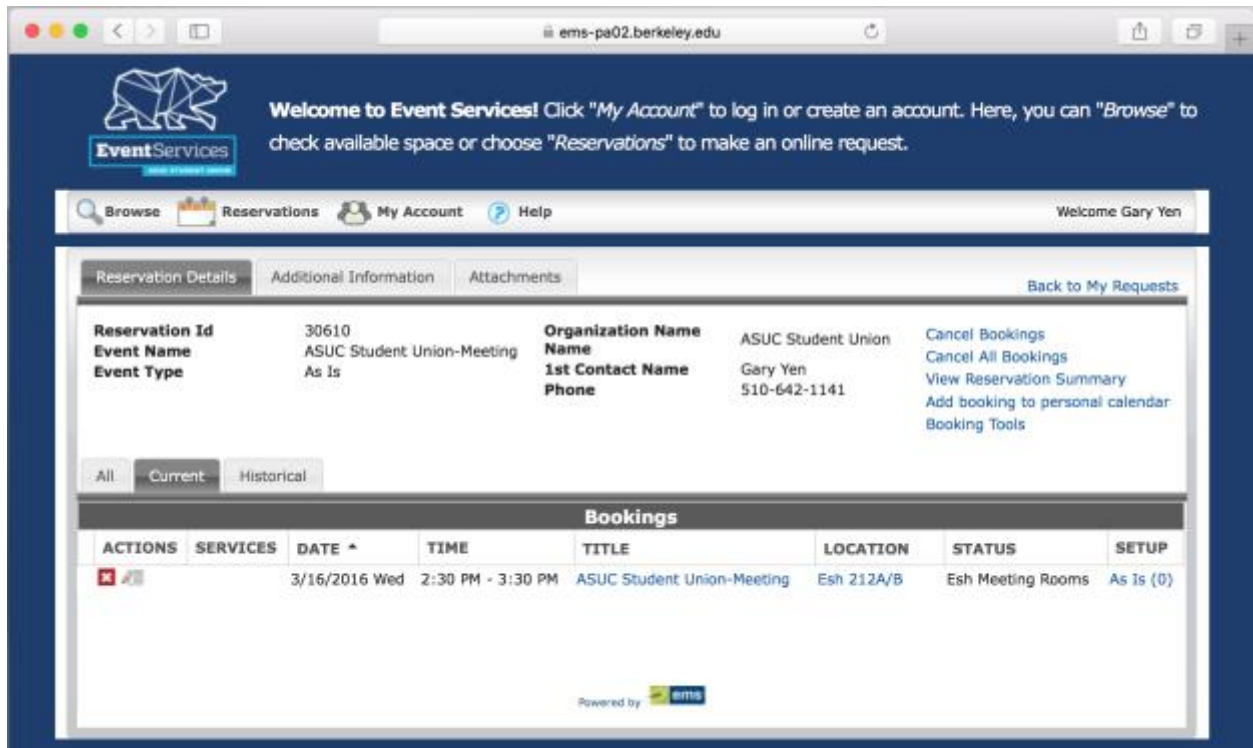 ems-pa02.berkeley.edu
Welcome to Event Services! Click "My Account" to log in or create an account. Here, you can "Browse" to
check available space or choose "Reservations" to make an online request.
EventServices
Browse Reservations My Account ? Help Welcome Gary Yen
Reservation Details Additional Information Attachments Back to My Requests
Reservation Id 30610 Organization Name ASUC Student Union Cancel Bookings
Event Name ASUC Student Union-Meeting Name Cancel All Bookings
Event Type As Is 1st Contact Name Gary Yen View Reservation Summary
Phone 510-642-1141 Add booking to personal calendar
Booking Tools
All Current Historical
Bookings
ACTIONS SERVICES DATE TIME TITLE LOCATION STATUS SETUP
3/16/2016 Wed 2:30 PM - 3:30 PM ASUC Student Union-Meeting Esh 212A/B Esh Meeting Rooms As Is (0)
Powered by ems